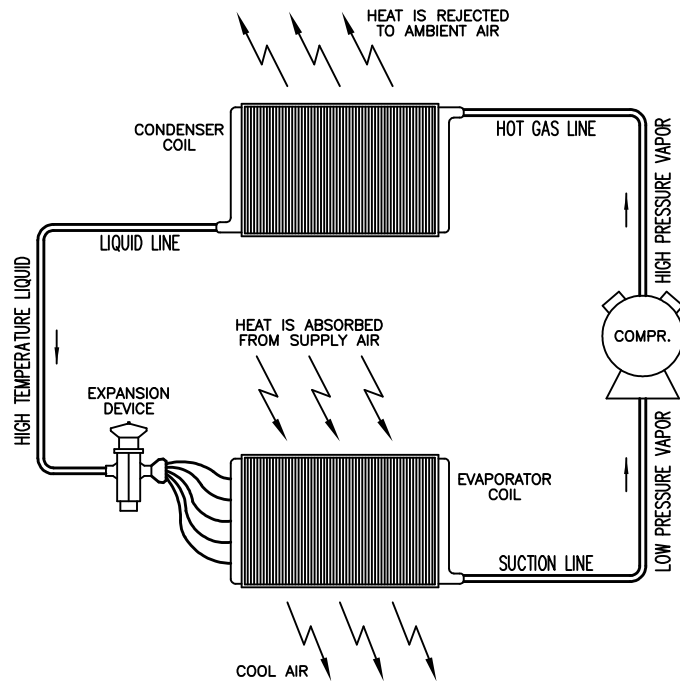 HEAT IS REJECTED
TO AMBIENT AIR
CONDENSER
COIL
HOT GAS LINE
HIGH PRESSURE VAPOR
LIQUID LINE
HIGH TEMPERATURE LIQUID
HEAT IS ABSORBED
FROM SUPPLY AIR
COMPR.
EXPANSION
DEVICE
EVAPORATOR
COIL
LOW PRESSURE VAPOR
SUCTION LINE
COOL AIR